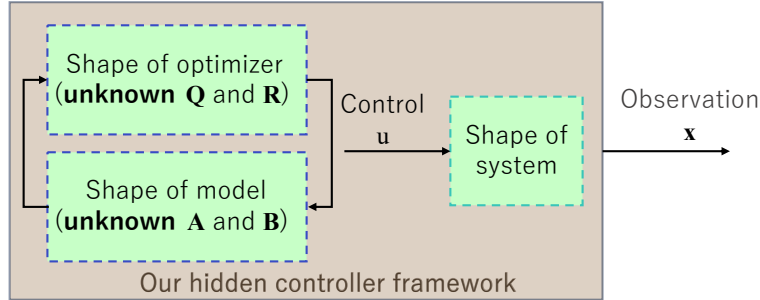 Shape of optimizer
(unknown Q and R)
Control
u
Observation
x
Shape of
system
Shape of model
(unknown A and B)
Our hidden controller framework